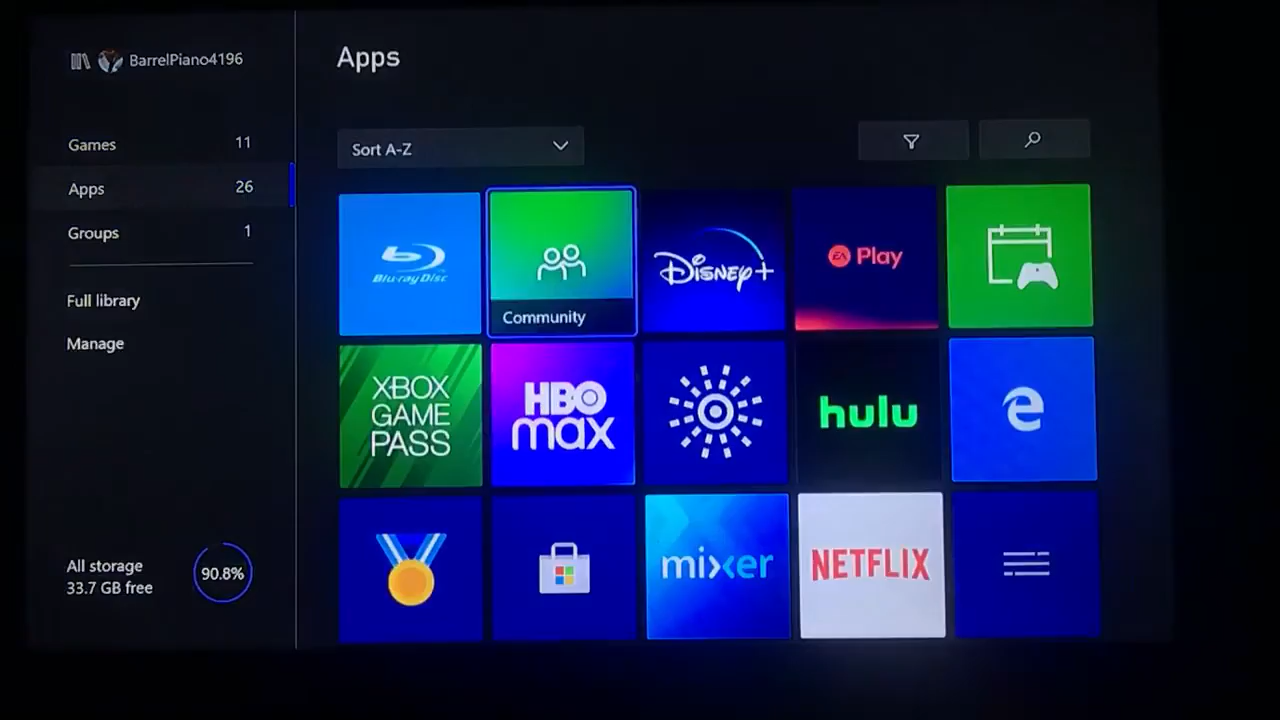 BarrelPiano4196
Games 11
Apps 26
Groups 1
Full library
Manage
All storage
33.7 GB free
90.8%
Apps
Sort A-Z
Blu-ray Disc
Community
Disney+
EA Play
XBOX
GAME
PASS
HBO
max
hulu
mixer
NETFLIX